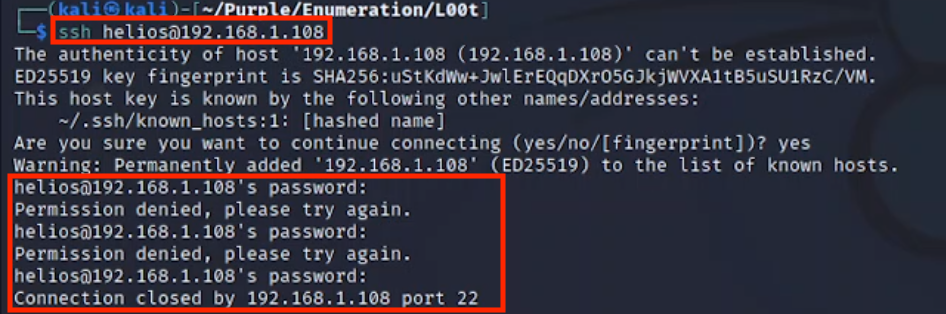 (kali㉿kali)-[~/Purple/Enumeration/L00t]
$ ssh helios@192.168.1.108
The authenticity of host '192.168.1.108 (192.168.1.108)' can't be established.
ED25519 key fingerprint is SHA256:uStKdWw+JwlErEQqDXrO5GJkjWVXA1tB5uSU1RzC/VM.
This host key is known by the following other names/addresses:
~/.ssh/known_hosts:1: [hashed name]
Are you sure you want to continue connecting (yes/no/[fingerprint])? yes
Warning: Permanently added '192.168.1.108' (ED25519) to the list of known hosts.
helios@192.168.1.108's password:
Permission denied, please try again.
helios@192.168.1.108's password:
Permission denied, please try again.
helios@192.168.1.108's password:
Connection closed by 192.168.1.108 port 22